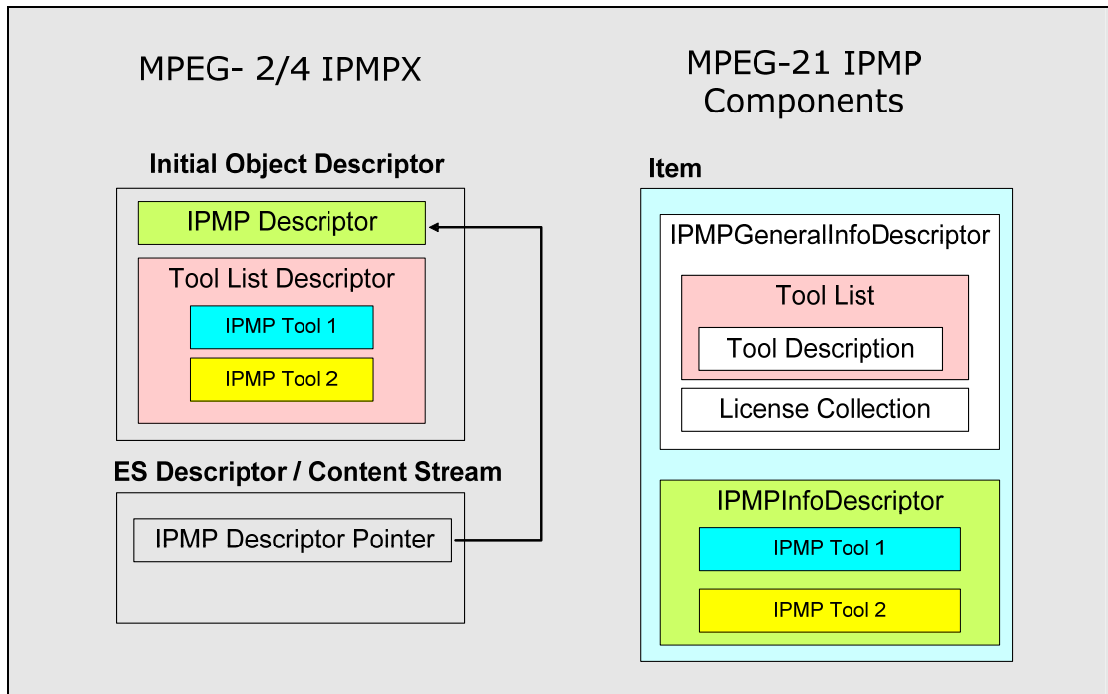 MPEG- 2/4 IPMPX
Initial Object Descriptor
IPMP Descriptor
Tool List Descriptor
IPMP Tool 1
IPMP Tool 2
ES Descriptor / Content Stream
IPMP Descriptor Pointer
MPEG-21 IPMP
Components
Item
IPMPGeneralInfoDescriptor
Tool List
Tool Description
License Collection
IPMPInfoDescriptor
IPMP Tool 1
IPMP Tool 2